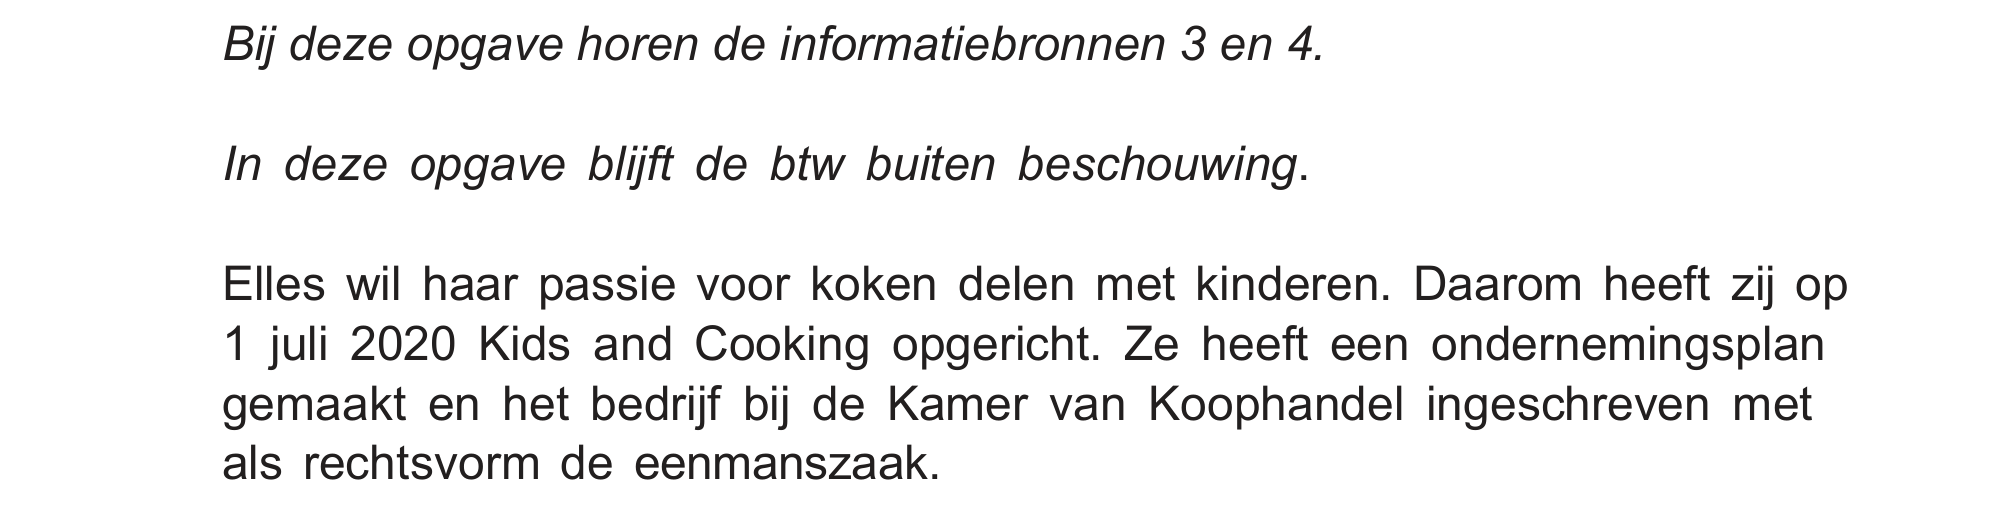 Bij deze opgave horen de informatiebronnen 3 en 4.
In deze opgave blijft de btw buiten beschouwing.
Elles wil haar passie voor koken delen met kinderen. Daarom heeft zij op
1 juli 2020 Kids and Cooking opgericht. Ze heeft een ondernemingsplan
gemaakt en het bedrijf bij de Kamer van Koophandel ingeschreven met
als rechtsvorm de eenmanszaak.